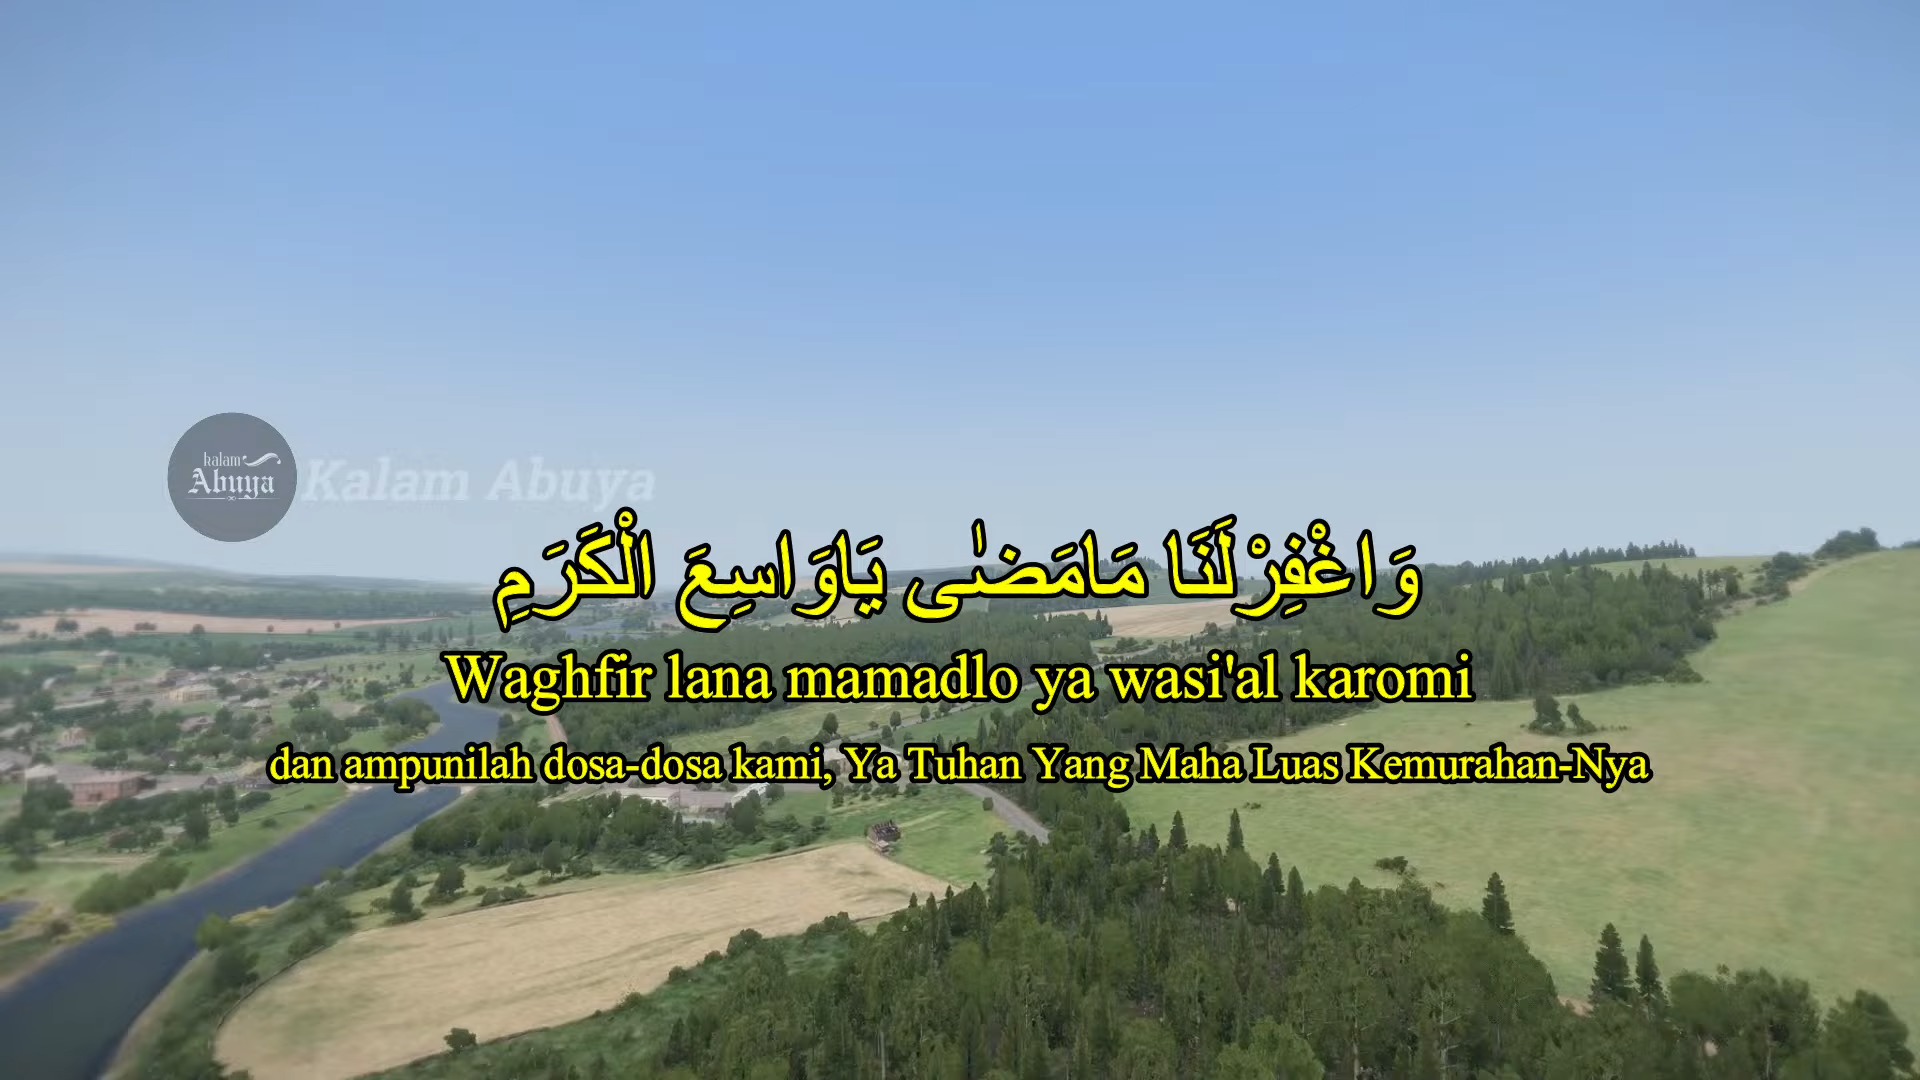 kalam
Abuya
Kalam Abuya
وَاغْفِرْلَنَا مَامَضٰى يَاوَاسِعَ الْكَرَمِ
Waghfir lana mamadlo ya wasi'al karomi
dan ampunilah dosa-dosa kami, Ya Tuhan Yang Maha Luas Kemurahan-Nya